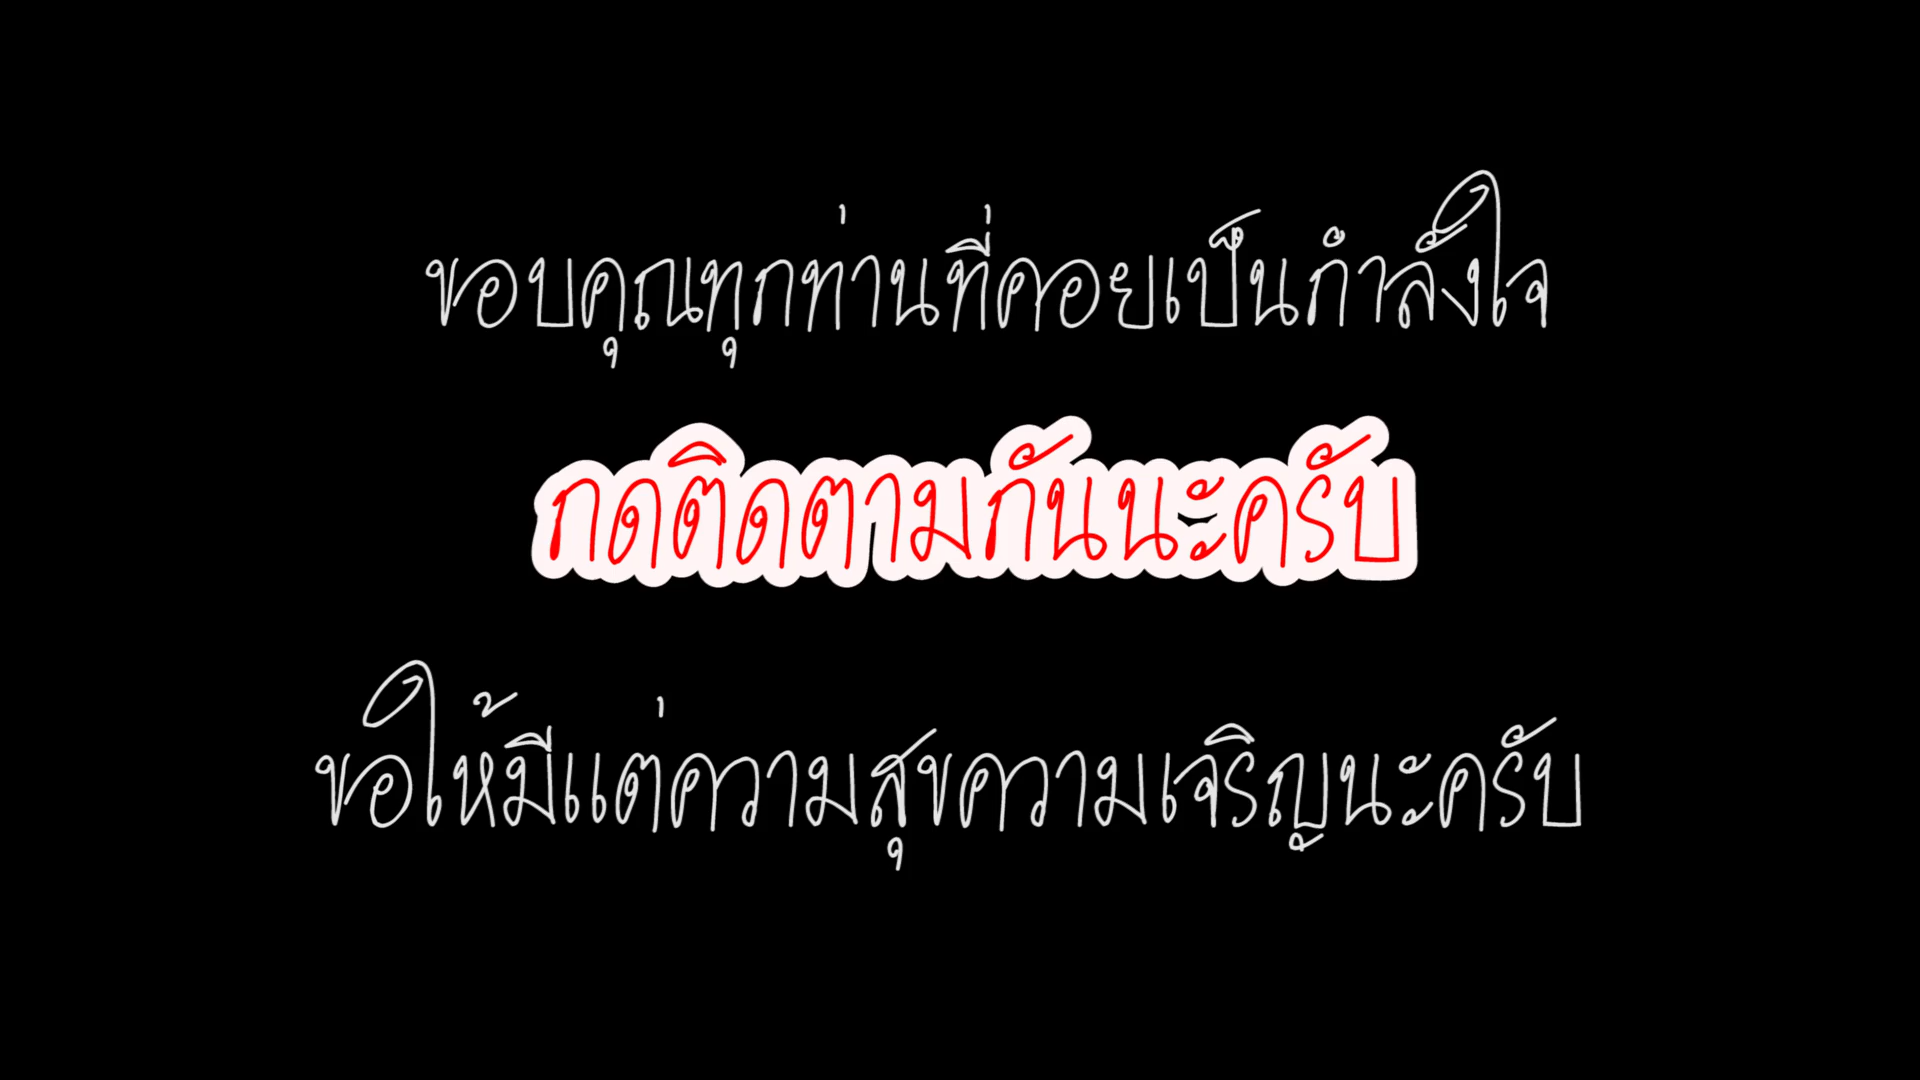 ขอบคุณทุกท่านที่คอยเป็นกำลังใจ
กดติดตามกันนะครับ
ขอให้มีแต่ความสุขความเจริญนะครับ